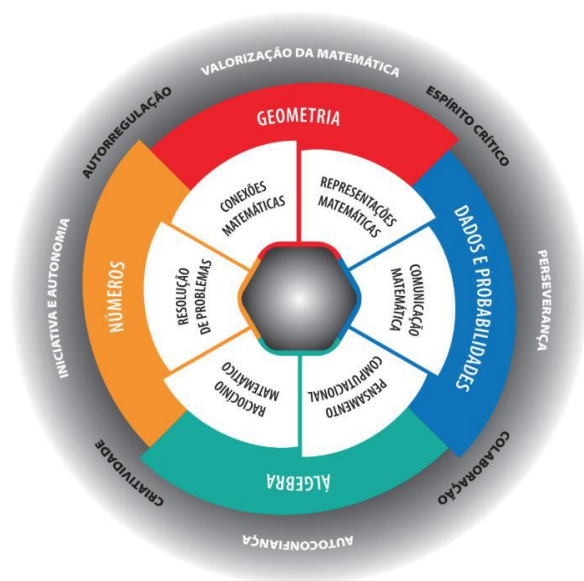 VALORIZAÇÃO DA MATEMÁTICA
ESPÍRITO CRÍTICO
PERSEVERANÇA
COLABORAÇÃO
AUTOCONFIANÇA
CRIATIVIDADE
INICIATIVA E AUTONOMIA
AUTORREGULAÇÃO
GEOMETRIA
DADOS E PROBABILIDADES
ÁLGEBRA
NÚMEROS
CONEXÕES
MATEMÁTICAS
REPRESENTAÇÕES
MATEMÁTICAS
COMUNICAÇÃO
MATEMÁTICA
PENSAMENTO
COMPUTACIONAL
RACIOCÍNIO
MATEMÁTICO
RESOLUÇÃO
DE PROBLEMAS